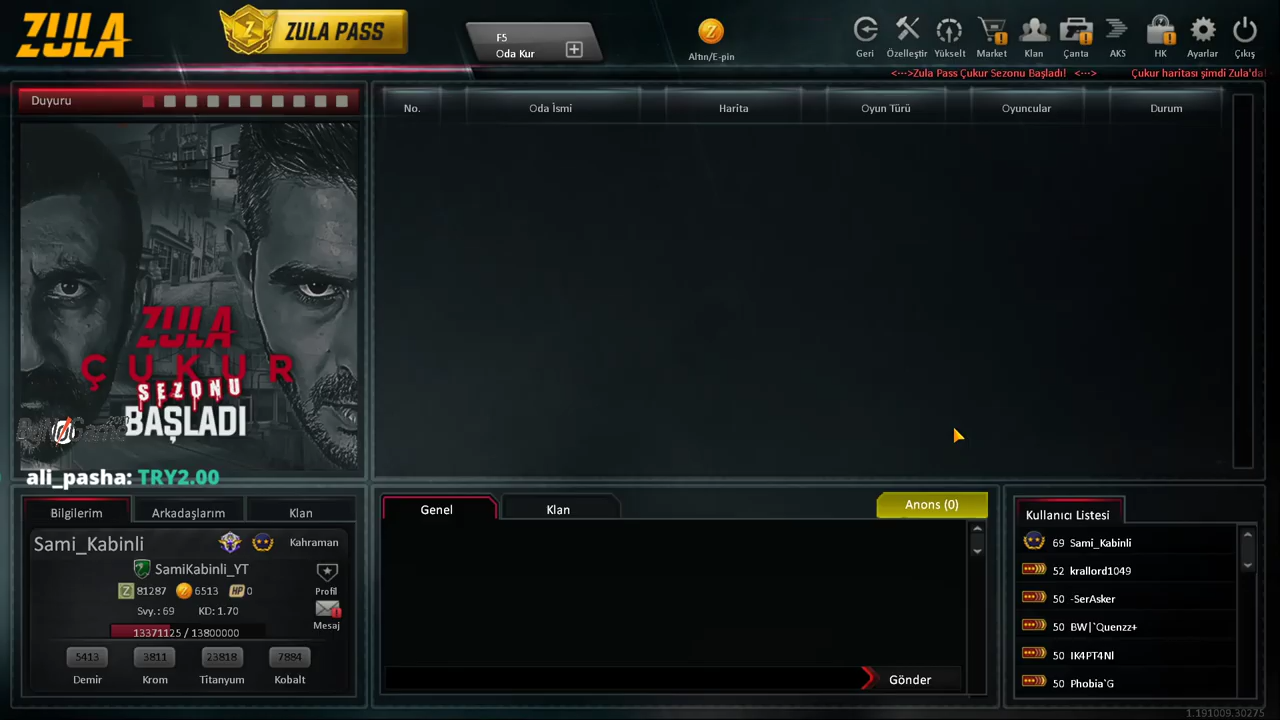 ZULA
ZULA PASS
F5
Oda Kur
Altın/E-pin
Geri
Özelleştir
Yükselt
Market
Klan
Çanta
AKS
HK
Ayarlar
Çıkış
<--->Zula Pass Çukur Sezonu Başladı! <---> Çukur haritası şimdi Zula'da!
Duyuru
No.
Oda İsmi
Harita
Oyun Türü
Oyuncular
Durum
ZULA
ÇUKUR
SEZONU
BAŞLADI
ali_pasha: TRY2.00
Bilgilerim
Arkadaşlarım
Klan
Sami_Kabinli
Kahraman
SamiKabinli_YT
81287
6513
HP 0
Svy. : 69
KD: 1.70
13371125 / 13800000
Profil
Mesaj
5413
3811
23818
7884
Demir
Krom
Titanyum
Kobalt
Genel
Klan
Anons (0)
Gönder
Kullanıcı Listesi
69 Sami_Kabinli
52 krallord1049
50 -SerAsker
50 BW|`Quenzz+
50 IK4PT4Nl
50 Phobia`G
1.191009.30275